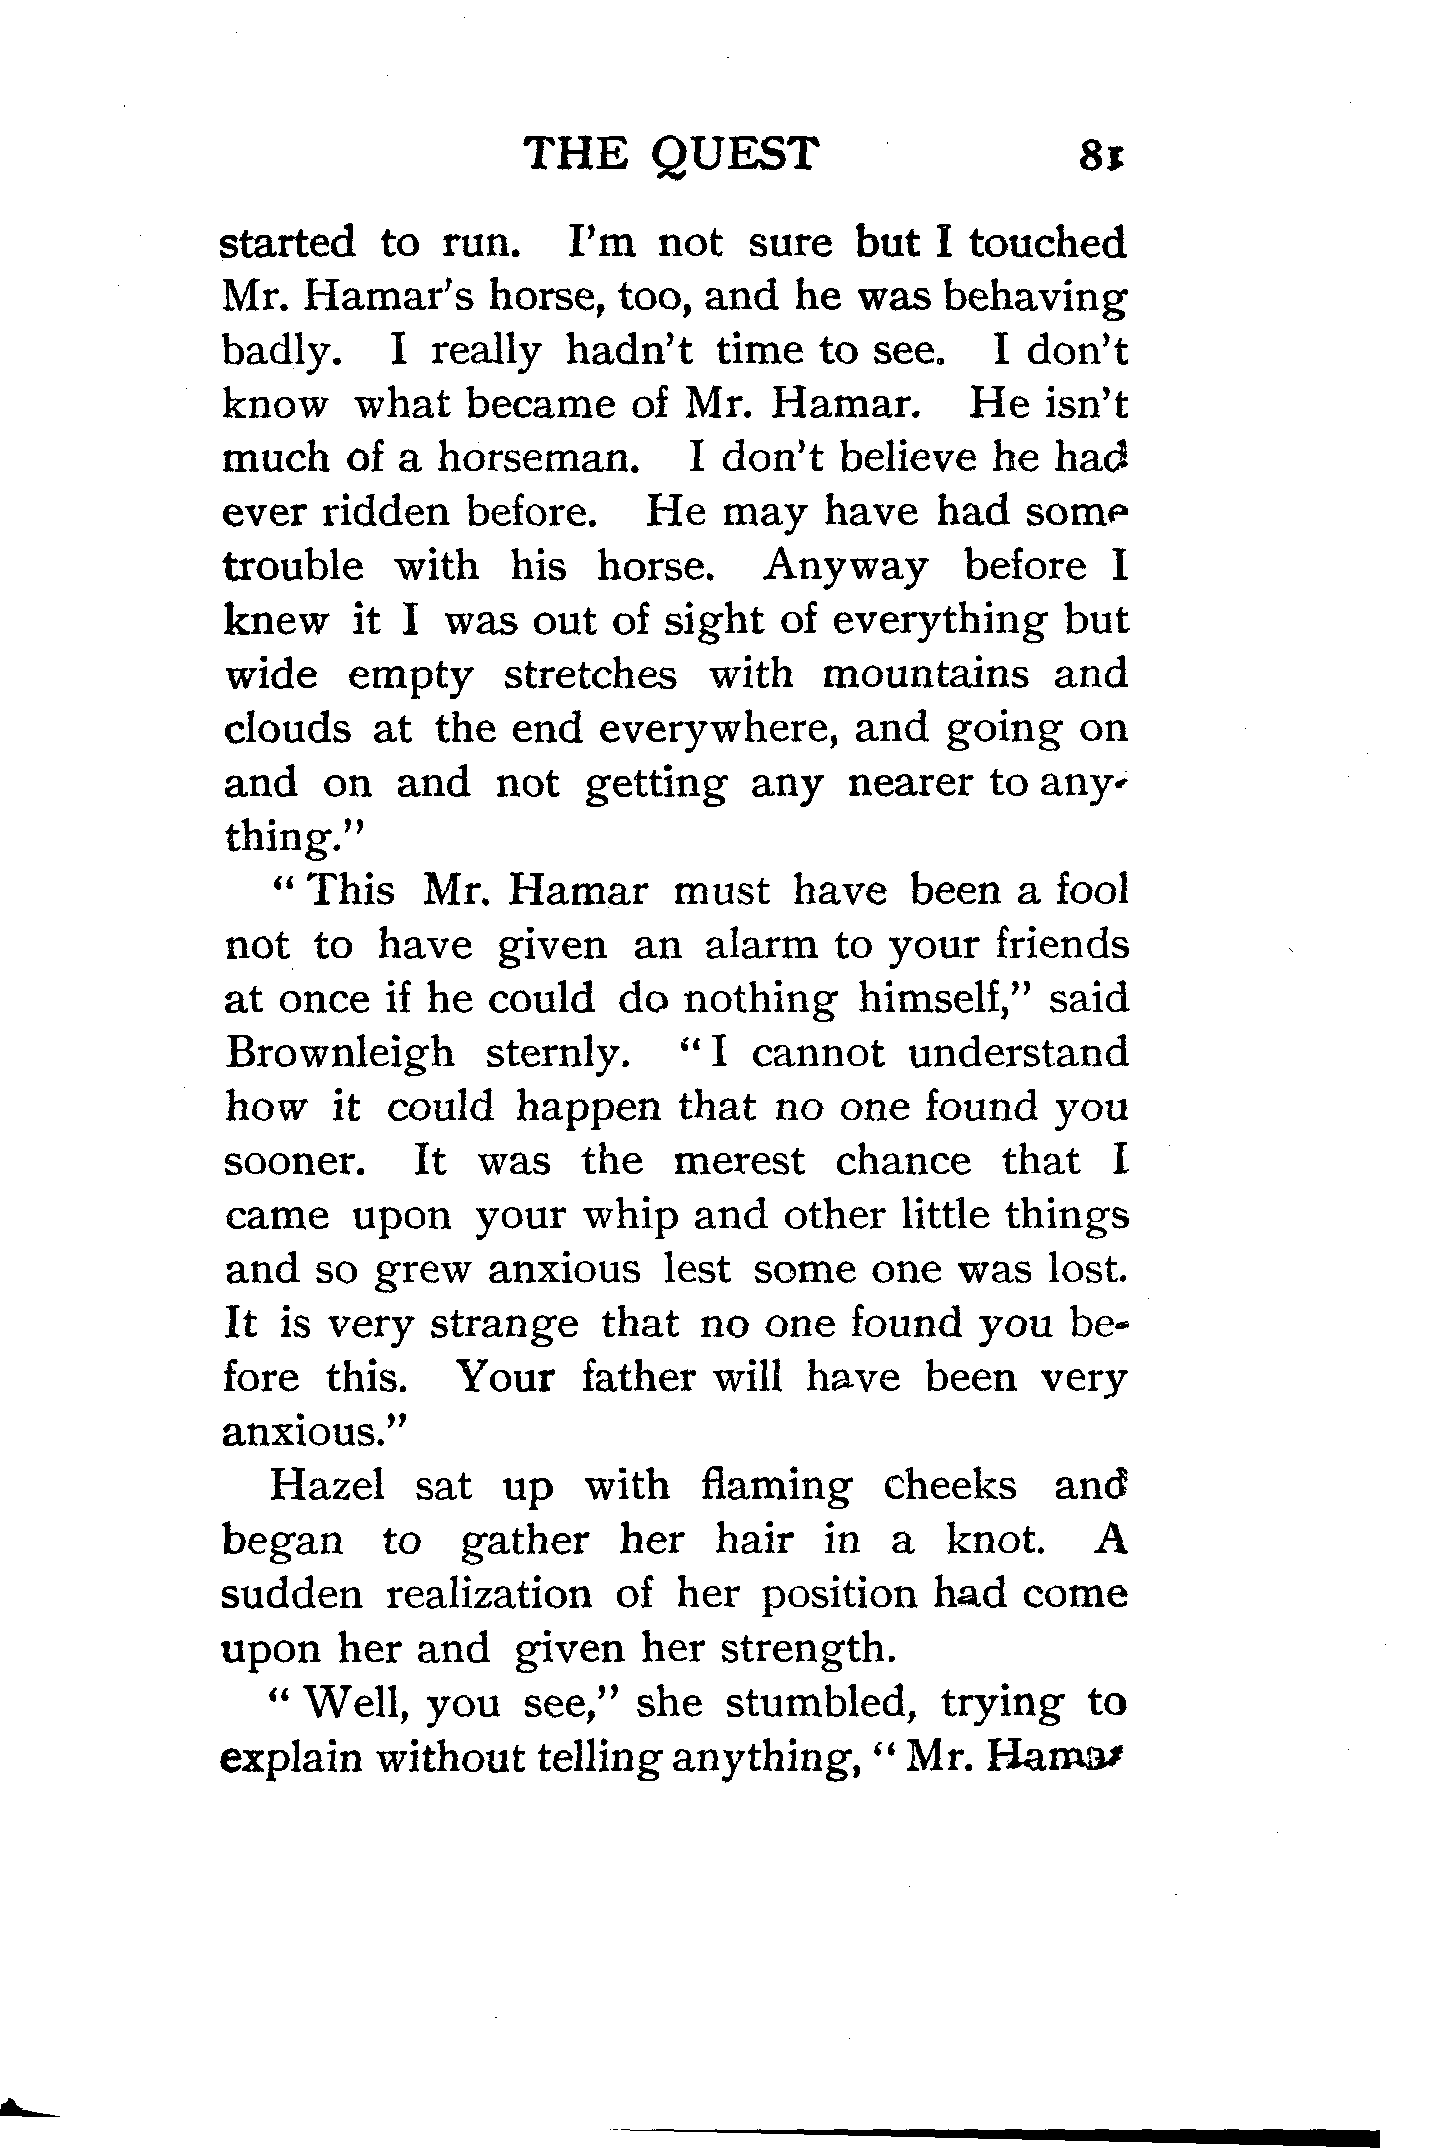 THE QUEST 81
started to run. I'm not sure but I touched
Mr. Hamar's horse, too, and he was behaving
badly. I really hadn't time to see. I don't
know what became of Mr. Hamar. He isn't
much of a horseman. I don't believe he had
ever ridden before. He may have had some
trouble with his horse. Anyway before I
knew it I was out of sight of everything but
wide empty stretches with mountains and
clouds at the end everywhere, and going on
and on and not getting any nearer to any-
thing."
" This Mr. Hamar must have been a fool
not to have given an alarm to your friends
at once if he could do nothing himself," said
Brownleigh sternly. " I cannot understand
how it could happen that no one found you
sooner. It was the merest chance that I
came upon your whip and other little things
and so grew anxious lest some one was lost.
It is very strange that no one found you be-
fore this. Your father will have been very
anxious."
Hazel sat up with flaming cheeks and
began to gather her hair in a knot. A
sudden realization of her position had come
upon her and given her strength.
" Well, you see," she stumbled, trying to
explain without telling anything, " Mr. Hamar